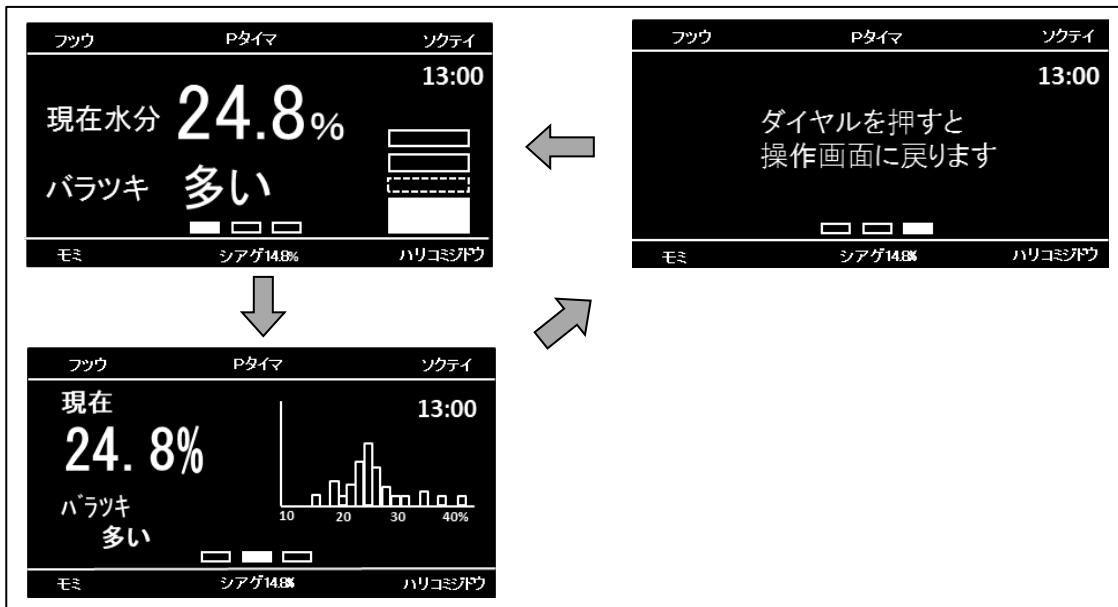 フツウ Pタイマ ソクテイ
13:00
現在水分 24.8%
バラツキ 多い
モミ シアゲ14.8% ハリコミジドウ
フツウ Pタイマ ソクテイ
13:00
ダイヤルを押すと
操作画面に戻ります
モミ シアゲ14.8% ハリコミジドウ
フツウ Pタイマ ソクテイ
現在
13:00
24.8%
バラツキ
多い
10 20 30 40%
モミ シアゲ14.8% ハリコミジドウ